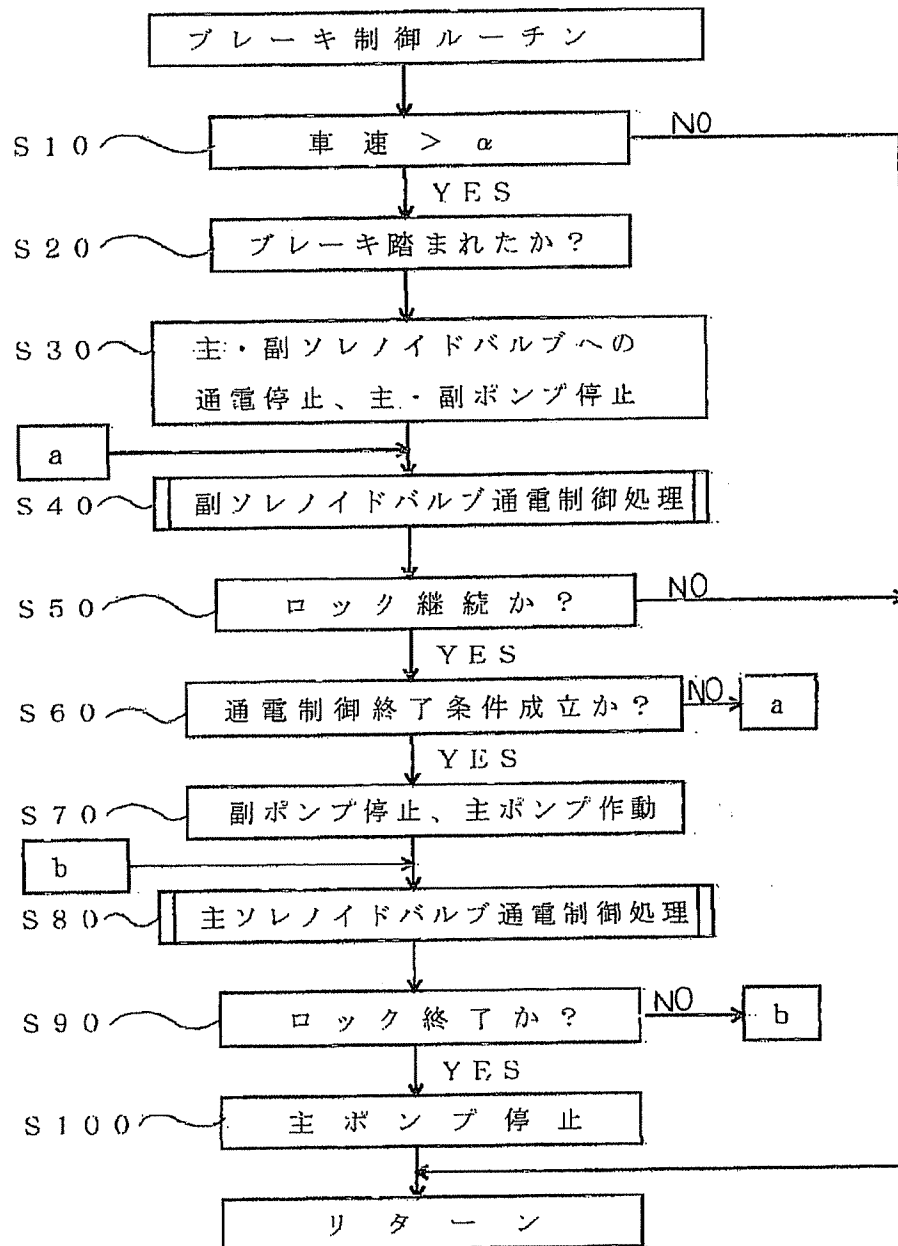 ブレーキ制御ルーチン
S10
車速 > α
NO
YES
S20
ブレーキ踏まれたか?
S30
主・副ソレノイドバルブへの
通電停止、主・副ポンプ停止
a
S40
副ソレノイドバルブ通電制御処理
S50
ロック継続か?
NO
YES
S60
通電制御終了条件成立か?
NO
a
YES
S70
副ポンプ停止、主ポンプ作動
b
S80
主ソレノイドバルブ通電制御処理
S90
ロック終了か?
NO
b
YES
S100
主ポンプ停止
リターン